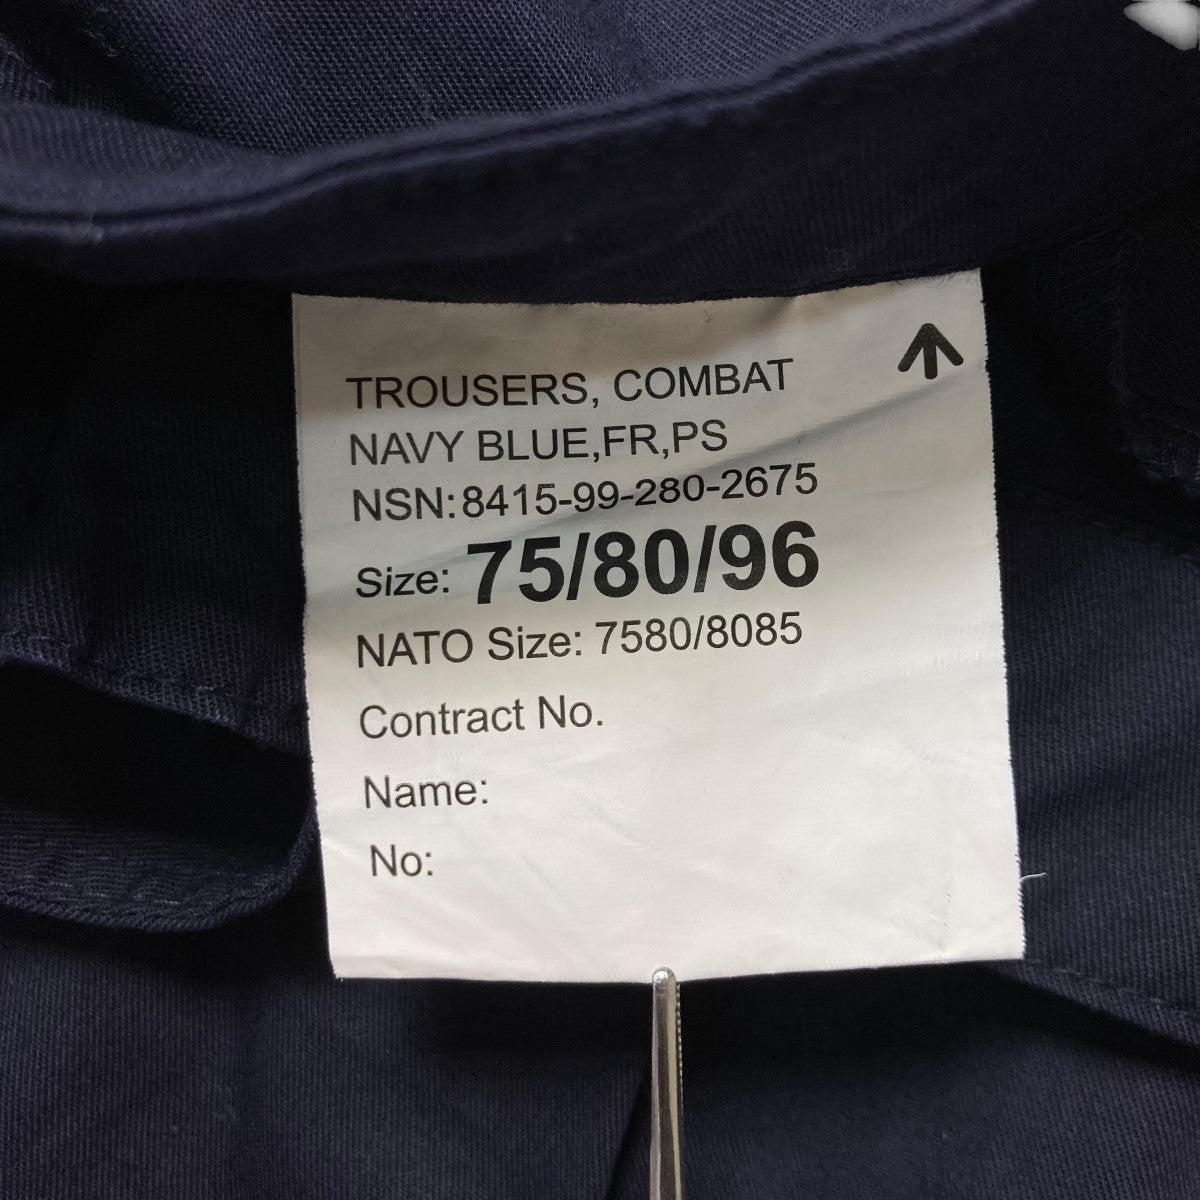 TROUSERS, COMBAT
NAVY BLUE,FR,PS
NSN:8415-99-280-2675
Size: 75/80/96
NATO Size: 7580/8085
Contract No.
Name:
No: